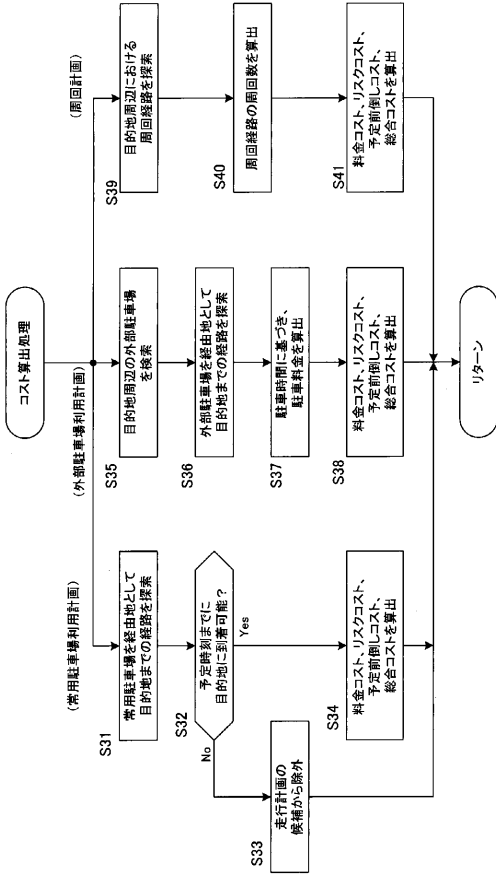 コスト算出処理
(常用駐車場利用計画)
S31
常用駐車場を経由地として
目的地までの経路を探索
S32
予定時刻までに
目的地に到着可能?
No
Yes
S33
走行計画の
候補から除外
S34
料金コスト、リスクコスト、
予定前倒しコスト、
総合コストを算出
(外部駐車場利用計画)
S35
目的地周辺の外部駐車場
を検索
S36
外部駐車場を経由地として
目的地までの経路を探索
S37
駐車時間に基づき、
駐車料金を算出
S38
料金コスト、リスクコスト、
予定前倒しコスト、
総合コストを算出
(周回計画)
S39
目的地周辺における
周回経路を探索
S40
周回経路の周回数を算出
S41
料金コスト、リスクコスト、
予定前倒しコスト、
総合コストを算出
リターン